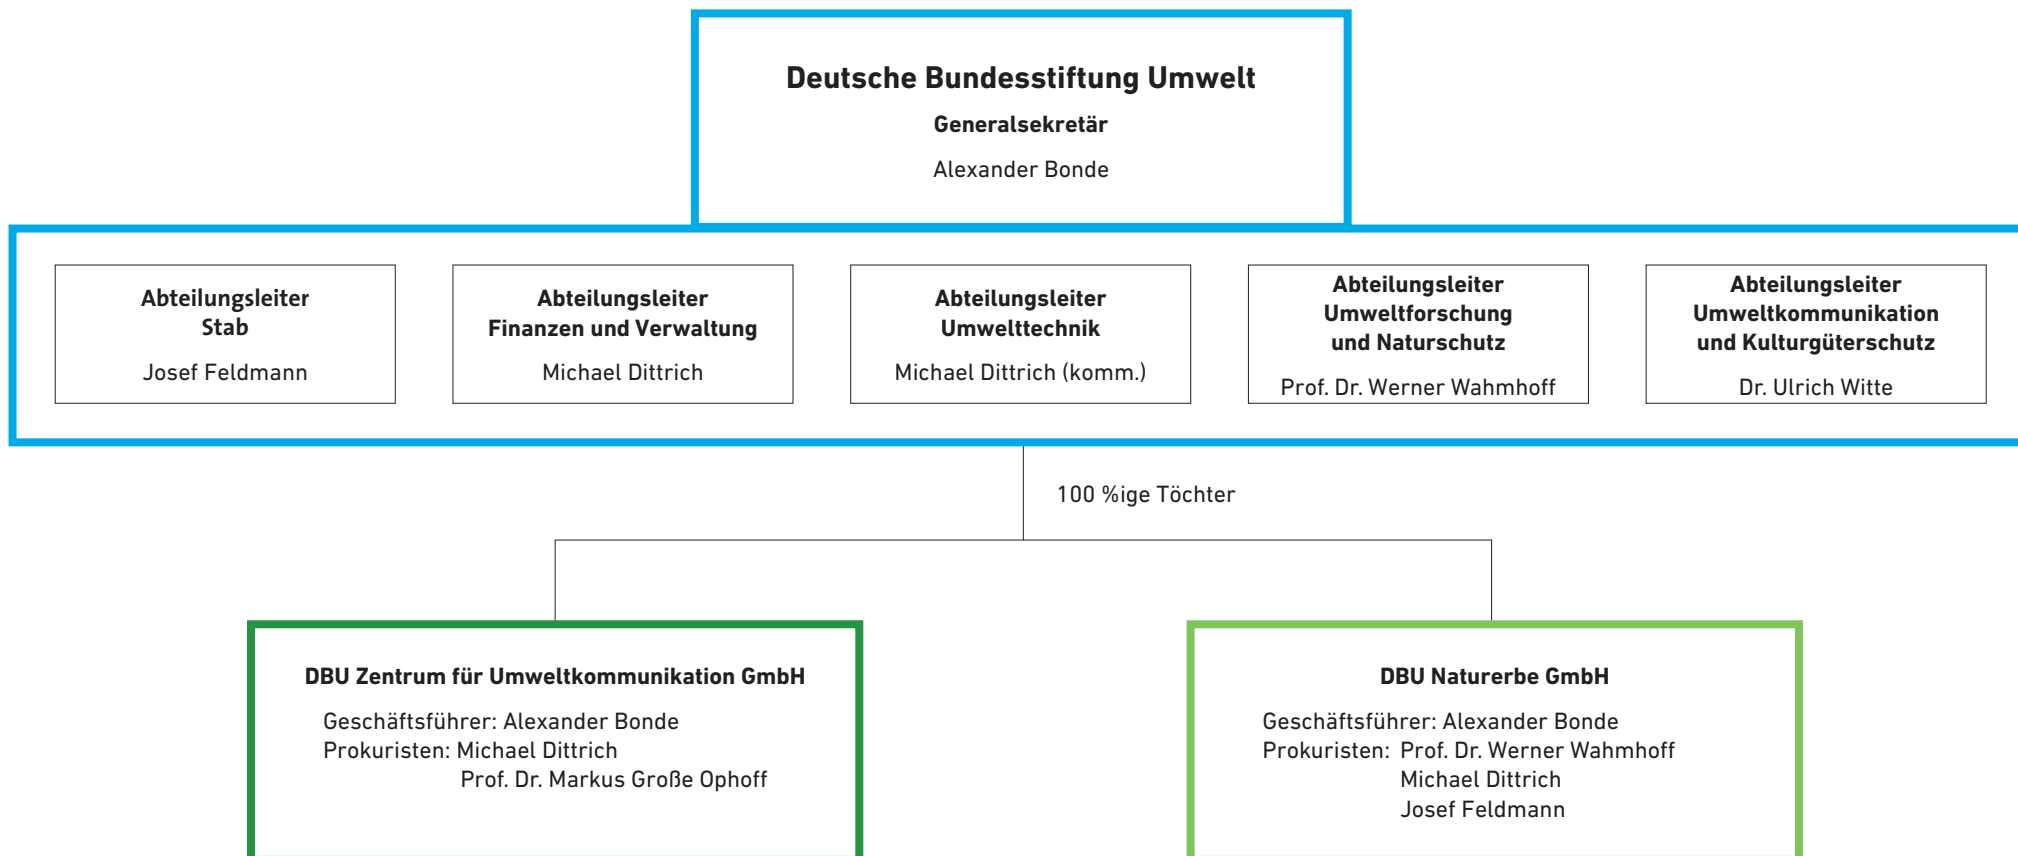 Deutsche Bundesstiftung Umwelt
Generalsekretär
Alexander Bonde
Abteilungsleiter
Stab
Josef Feldmann
Abteilungsleiter
Finanzen und Verwaltung
Michael Dittrich
Abteilungsleiter
Umwelttechnik
Michael Dittrich (komm.)
Abteilungsleiter
Umweltforschung
und Naturschutz
Prof. Dr. Werner Wahmhoff
Abteilungsleiter
Umweltkommunikation
und Kulturgüterschutz
Dr. Ulrich Witte
100 %ige Töchter
DBU Zentrum für Umweltkommunikation GmbH
Geschäftsführer: Alexander Bonde
Prokuristen: Michael Dittrich
Prof. Dr. Markus Große Ophoff
DBU Naturerbe GmbH
Geschäftsführer: Alexander Bonde
Prokuristen: Prof. Dr. Werner Wahmhoff
Michael Dittrich
Josef Feldmann